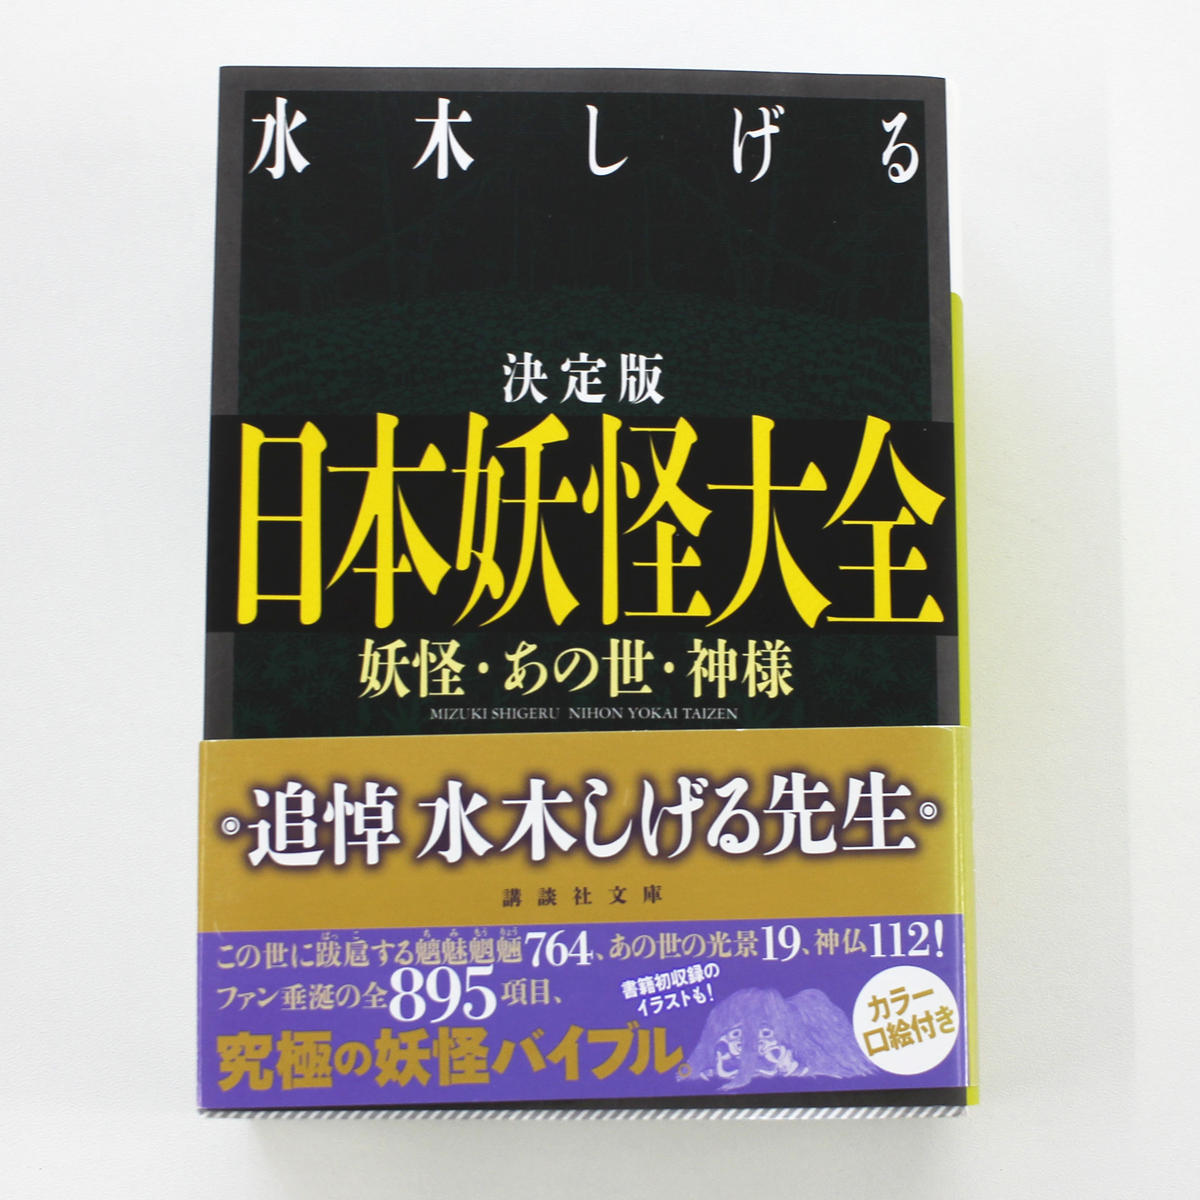 水木しげる
決定版
日本妖怪大全
妖怪・あの世・神様
MIZUKI SHIGERU NIHON YOKAI TAIZEN
追悼 水木しげる先生
講談社文庫
この世に跋扈する魑魅魍魎764、あの世の光景19、神仏112!
ファン垂涎の全895項目、
究極の妖怪バイブル。
書籍初収録の
イラストも!
カラー
口絵付き